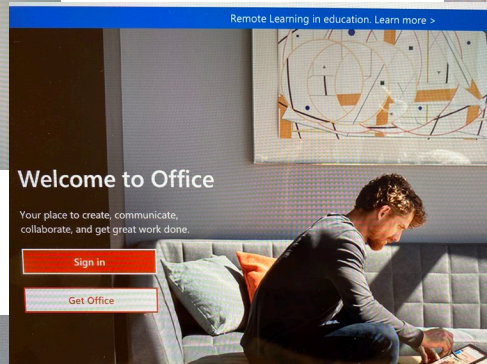 Remote Learning in education. Learn more >
Welcome to Office
Your place to create, communicate,
collaborate, and get great work done.
Sign in
Get Office